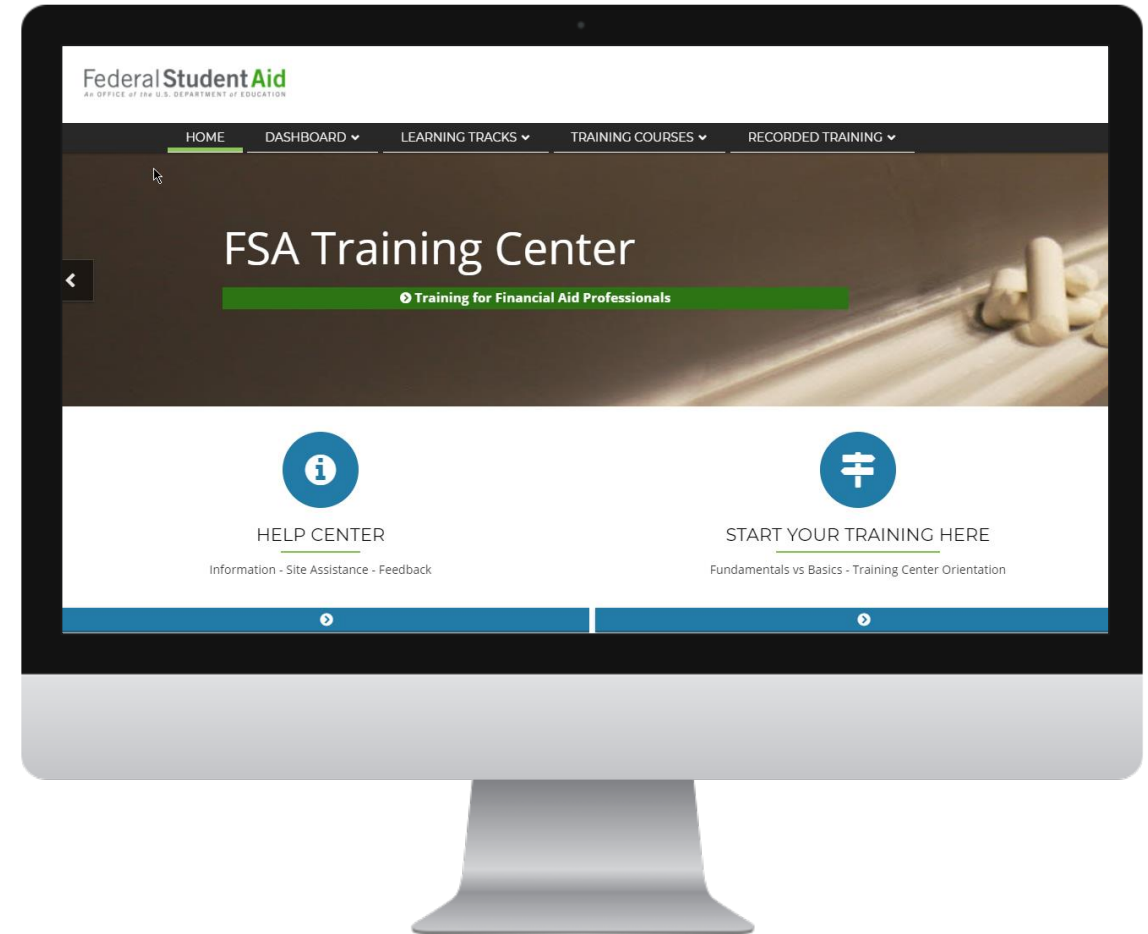 Federal Student Aid
An OFFICE of the U.S. DEPARTMENT of EDUCATION
HOME DASHBOARD LEARNING TRACKS TRAINING COURSES RECORDED TRAINING
FSA Training Center
Training for Financial Aid Professionals
HELP CENTER
Information - Site Assistance - Feedback
START YOUR TRAINING HERE
Fundamentals vs Basics - Training Center Orientation